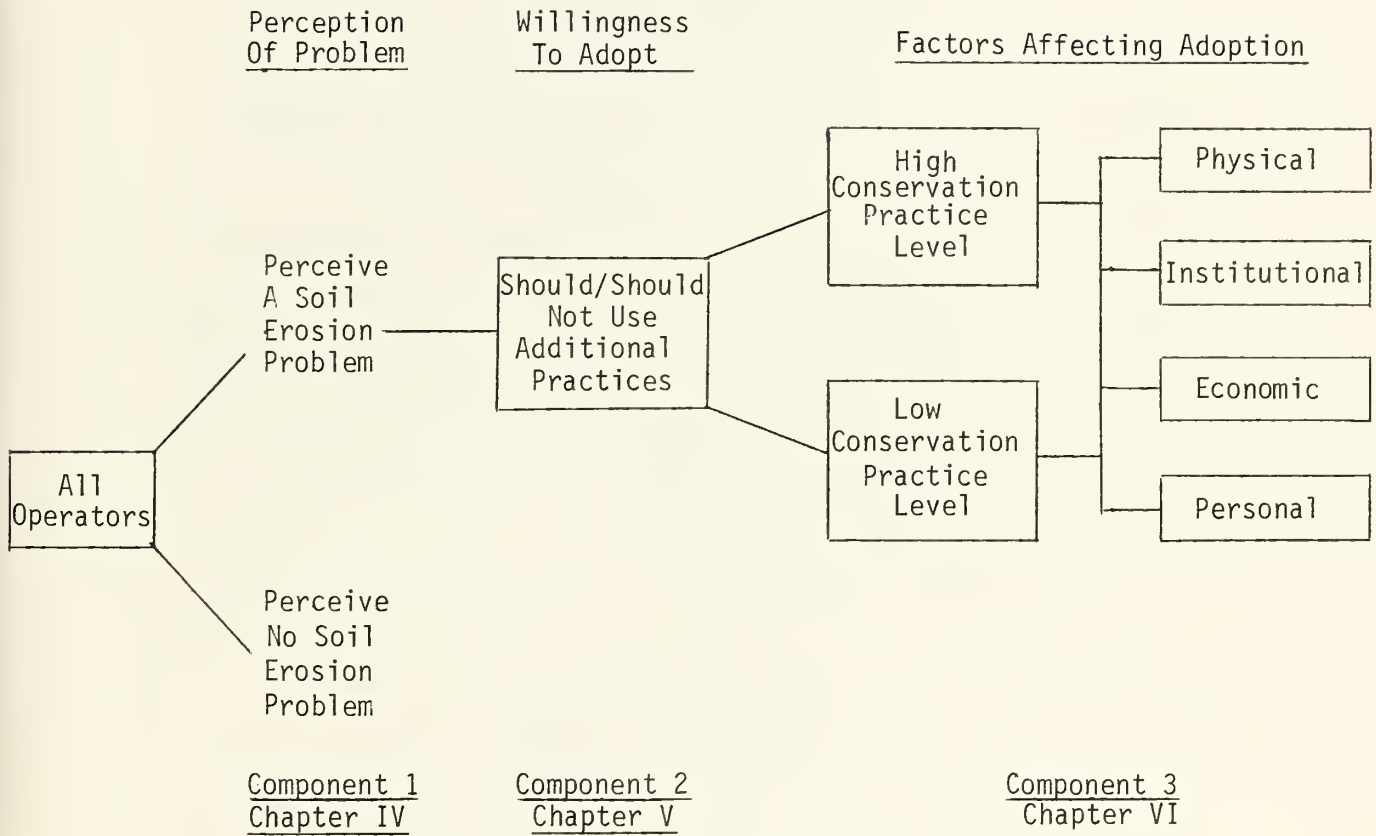 Perception
Of Problem
Willingness
To Adopt
Factors Affecting Adoption
All
Operators
Perceive
A Soil
Erosion
Problem
Perceive
No Soil
Erosion
Problem
Should/Should
Not Use
Additional
Practices
High
Conservation
Practice
Level
Low
Conservation
Practice
Level
Physical
Institutional
Economic
Personal
Component 1
Chapter IV
Component 2
Chapter V
Component 3
Chapter VI